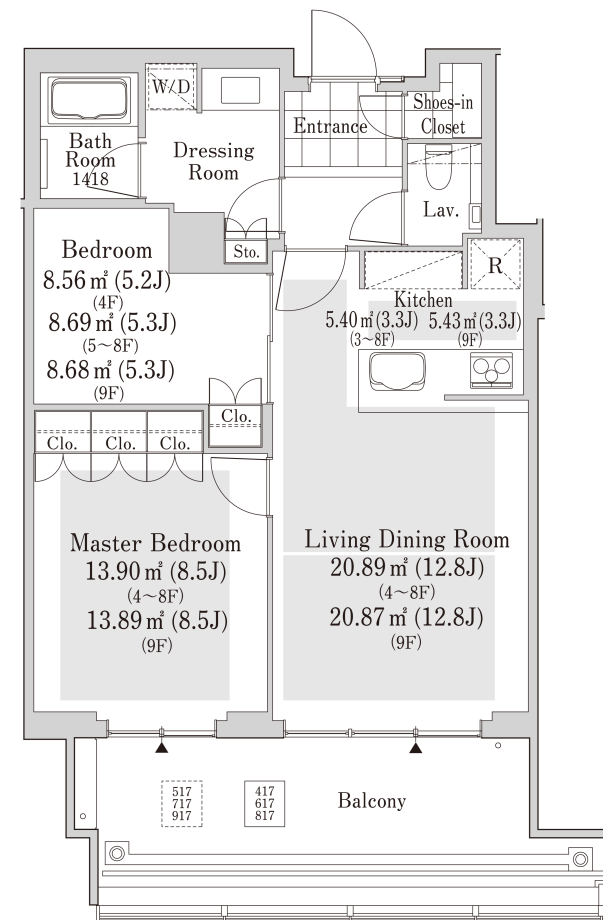 W/D
Shoes-in
Closet
Entrance
Bath
Room
1418
Dressing
Room
Lav.
Sto.
R
Bedroom
8.56㎡(5.2J)
(4F)
8.69㎡(5.3J)
(5～8F)
8.68㎡(5.3J)
(9F)
Kitchen
5.40㎡(3.3J) 5.43㎡(3.3J)
(3～8F) (9F)
Clo.
Clo. Clo. Clo.
Master Bedroom
13.90㎡(8.5J)
(4～8F)
13.89㎡(8.5J)
(9F)
Living Dining Room
20.89㎡(12.8J)
(4～8F)
20.87㎡(12.8J)
(9F)
517
717
917
417
617
817
Balcony